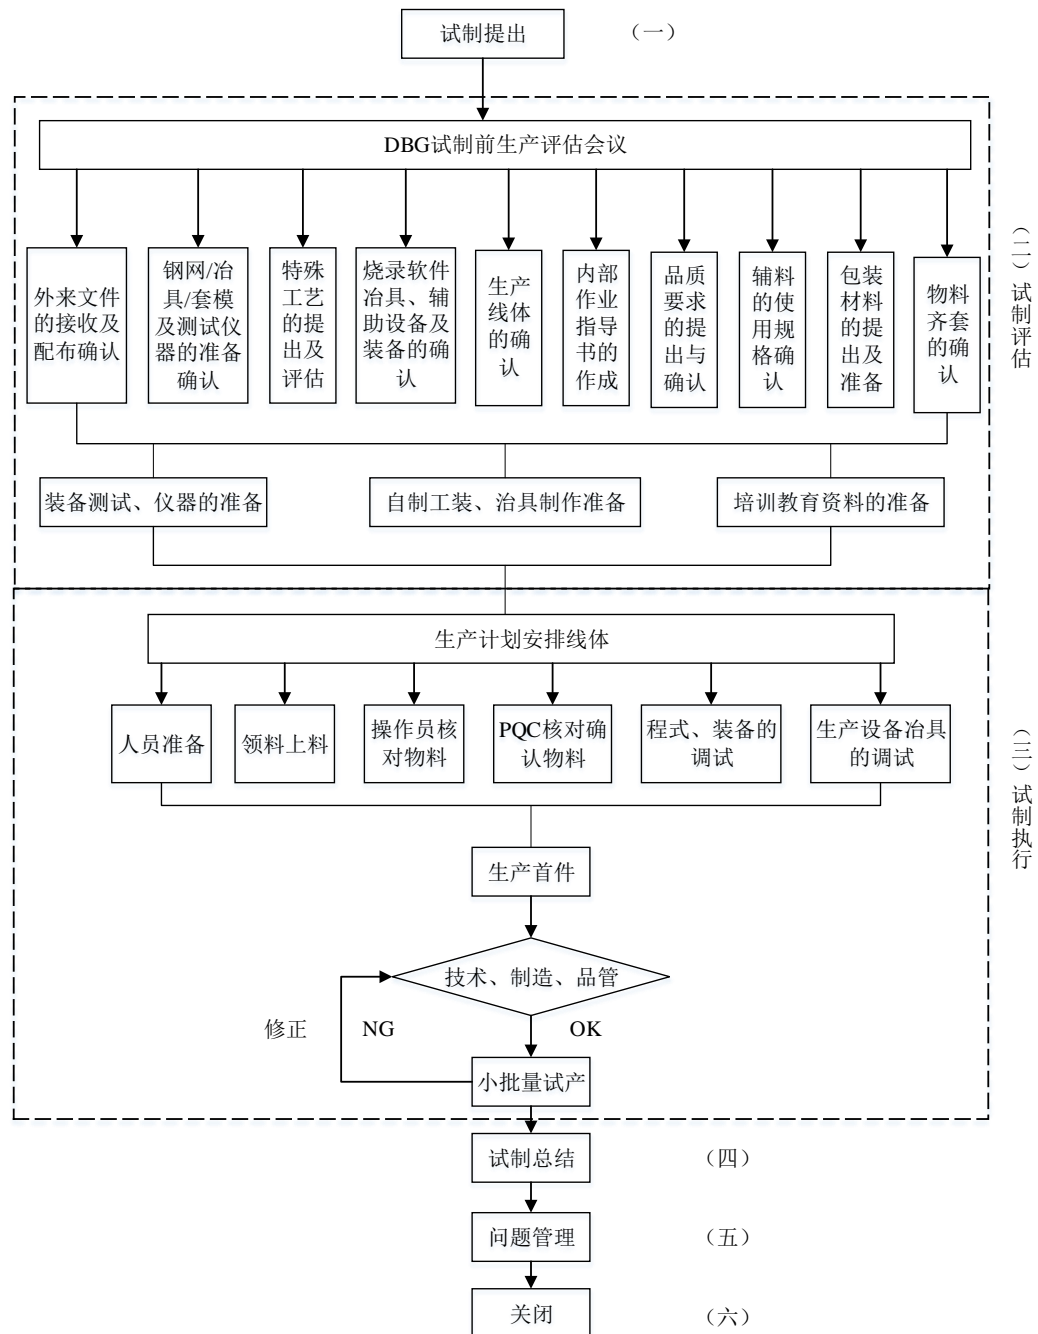 试制提出
（一）
DBG试制前生产评估会议
外来文件
的接收及
配布确认
钢网/冶
具/套模
及测试仪
器的准备
确认
特殊
工艺
的提
出及
评估
烧录软件
冶具、辅
助设备及
装备的确
认
生产
线体
的确
认
内部
作业
指导
书的
作成
品质
要求
的提
出与
确认
辅料
的使
用规
格确
认
包装
材料
的提
出及
准备
物料
齐套
的确
认
（二）试制评估
装备测试、仪器的准备
自制工装、治具制作准备
培训教育资料的准备
生产计划安排线体
人员准备
领料上料
操作员核
对物料
PQC核对确
认物料
程式、装备的
调试
生产设备冶具
的调试
（三）试制执行
生产首件
技术、制造、品管
修正
NG
OK
小批量试产
试制总结
（四）
问题管理
（五）
关闭
（六）